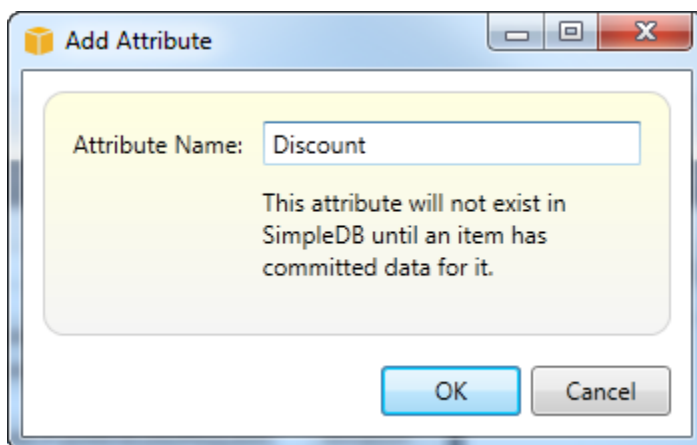 Add Attribute
Attribute Name: Discount
This attribute will not exist in
SimpleDB until an item has
committed data for it.
OK Cancel